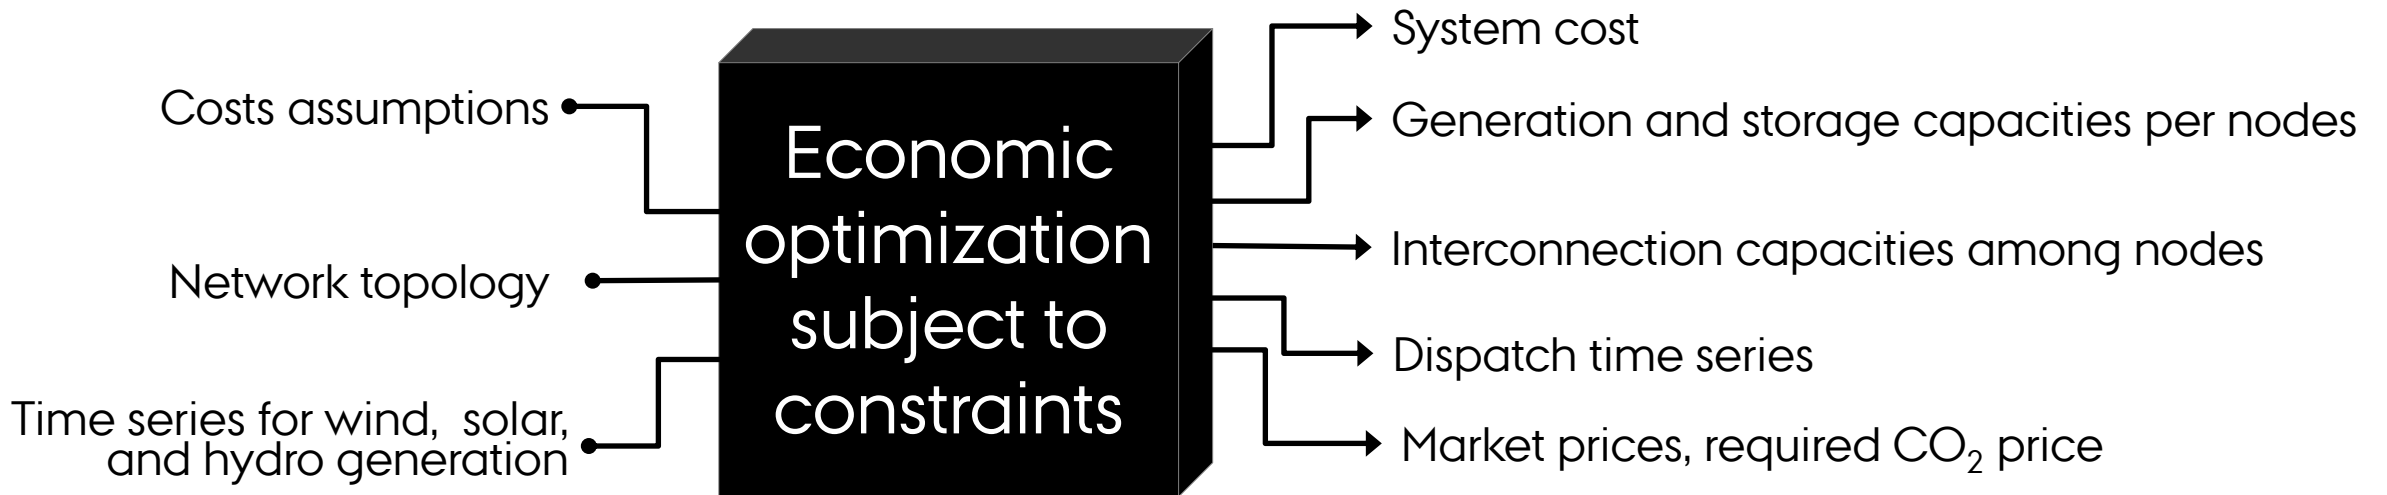 Costs assumptions
Network topology
Time series for wind, solar,
and hydro generation
Economic
optimization
subject to
constraints
System cost
Generation and storage capacities per nodes
Interconnection capacities among nodes
Dispatch time series
Market prices, required CO₂ price